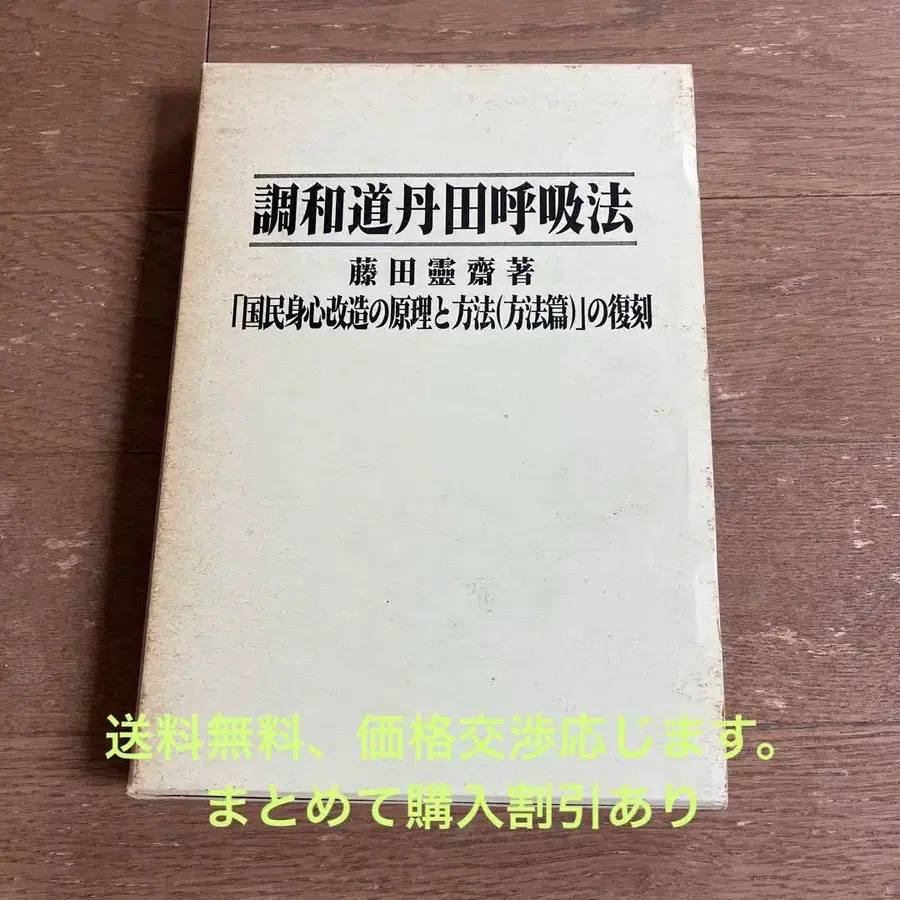 調和道丹田呼吸法
藤田靈齋著
「国民身心改造の原理と方法(方法篇)」の復刻
送料無料、価格交渉応じます。
まとめて購入割引あり